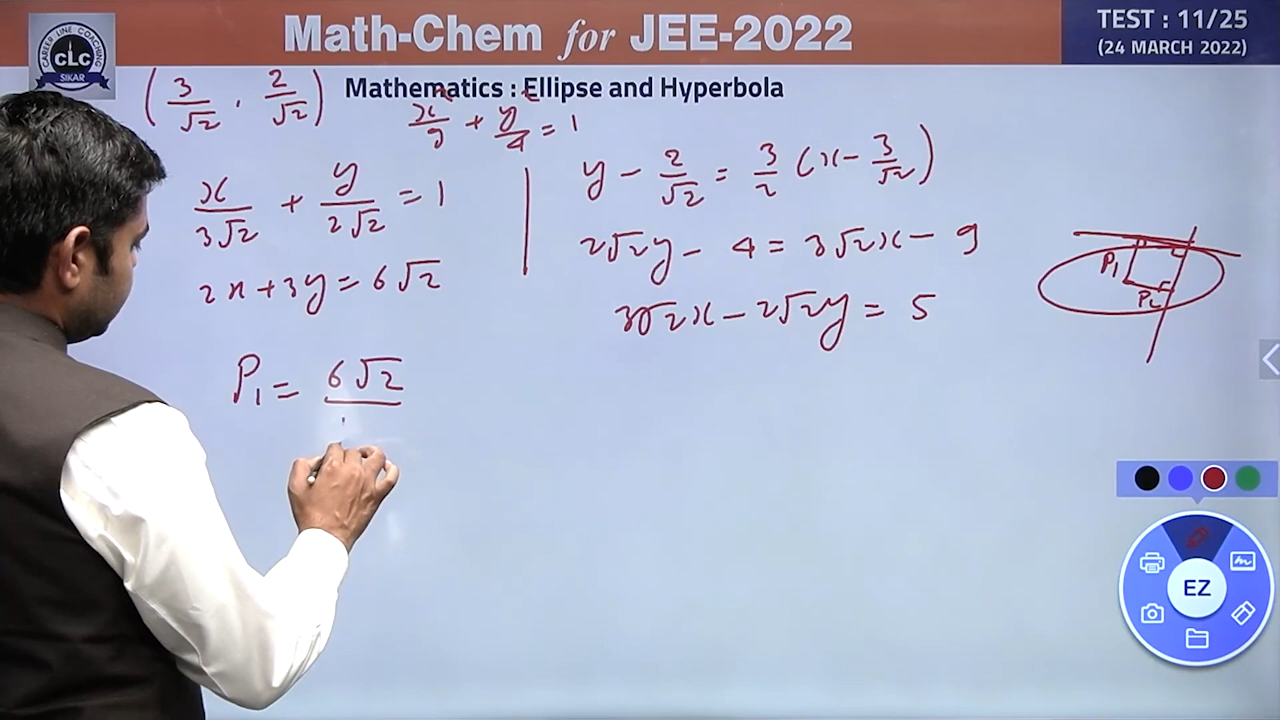 Math-Chem for JEE-2022
TEST : 11/25
(24 MARCH 2022)
CAREER LINE COACHING
CLC
SIKAR
Mathematics : Ellipse and Hyperbola
(3/√2 , 2/√2)
x²/9 + y²/4 = 1
x/3√2 + y/2√2 = 1
2x+3y = 6√2
P₁ = 6√2
y - 2/√2 = 3/2 (x - 3/√2)
2√2y - 4 = 3√2x - 9
3√2x - 2√2y = 5
P₁
P₂
EZ